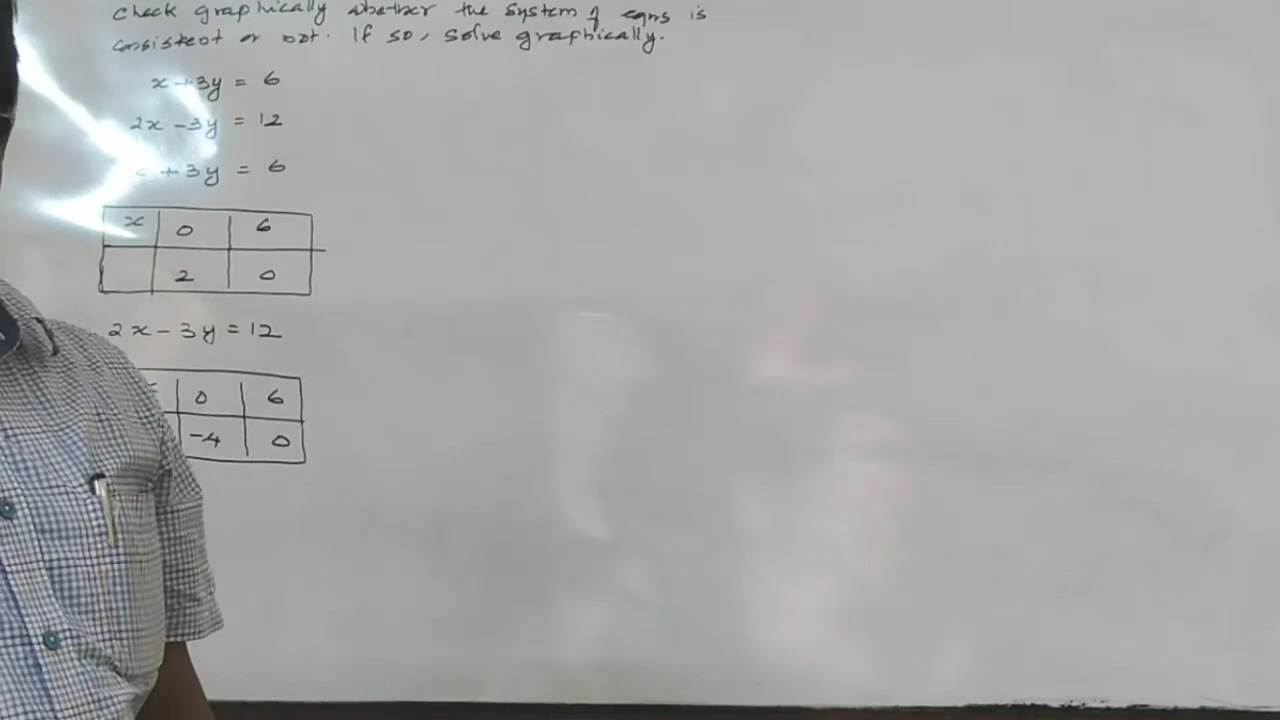 Check graphically whether the system of eqns is
consistent or not. If so, solve graphically.
x + 3y = 6
2x - 3y = 12
x + 3y = 6
x 0 6
2 0
2x - 3y = 12
0 6
-4 0